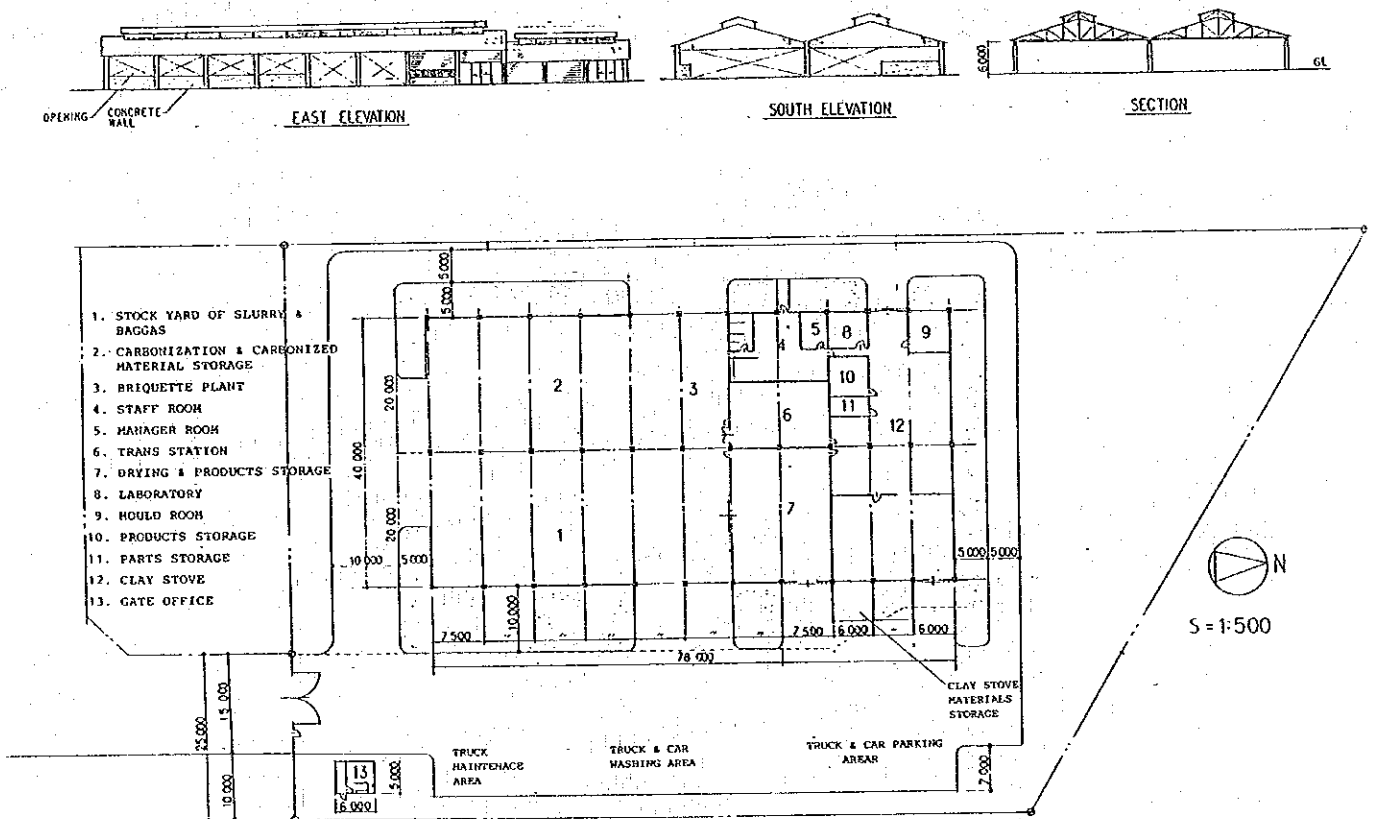 6,000
GL
OPENING
CONCRETE
WALL
EAST ELEVATION
SOUTH ELEVATION
SECTION
1. STOCK YARD OF SLURRY &
BAGGAS
2. CARBONIZATION & CARBONIZED
MATERIAL STORAGE
3. BRIQUETTE PLANT
4. STAFF ROOM
5. MANAGER ROOM
6. TRANS STATION
7. DRYING & PRODUCTS STORAGE
8. LABORATORY
9. MOULD ROOM
10. PRODUCTS STORAGE
11. PARTS STORAGE
12. CLAY STOVE
13. GATE OFFICE
5 000
5 000
4
5
8
9
2
3
10
11
6
12
20 000
40 000
7
1
20 000
10 000
5 000
5 000
5 000
10 000
7 500
"
"
"
"
"
"
7 500
6 000
"
6 000
78 000
N
S = 1:500
CLAY STOVE
MATERIALS
STORAGE
25 000
15 000
10 000
TRUCK
MAINTENACE
AREA
TRUCK & CAR
WASHING AREA
TRUCK & CAR PARKING
AREAR
13
5 000
6 000
7 000